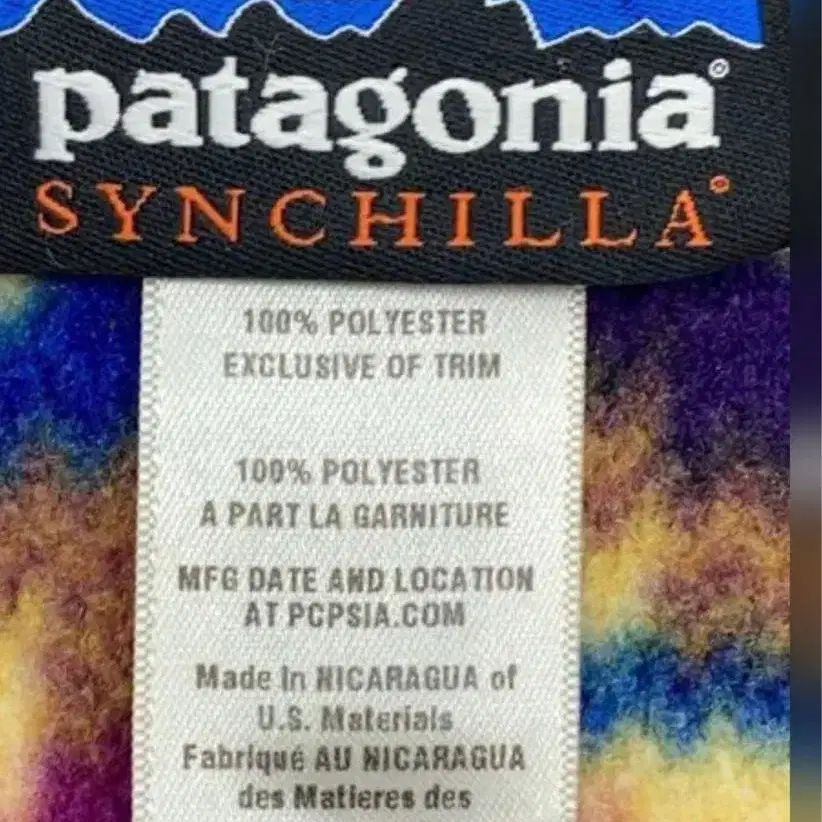 patagonia®
SYNCHILLA®
100% POLYESTER
EXCLUSIVE OF TRIM
100% POLYESTER
A PART LA GARNITURE
MFG DATE AND LOCATION
AT PCPSIA.COM
Made In NICARAGUA of
U.S. Materials
Fabriqué AU NICARAGUA
des Matieres des